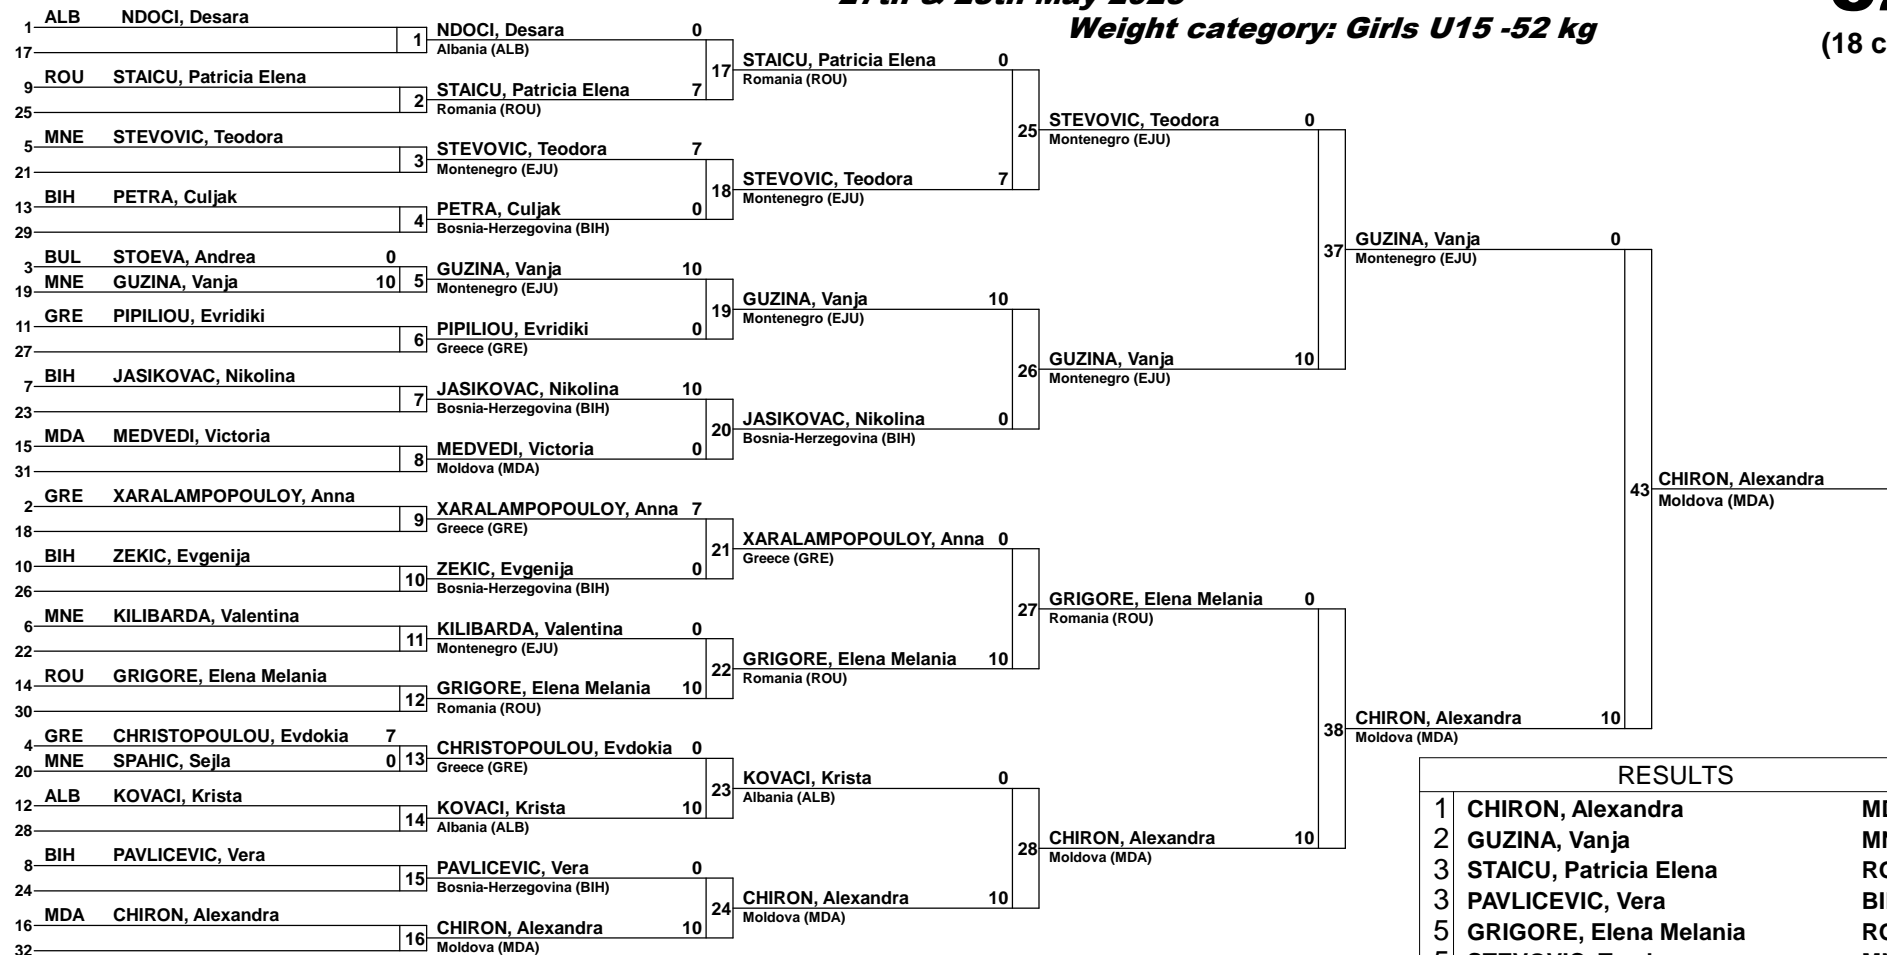 Weight category: Girls U15 -52 kg
(18 c
1 ALB NDOCI, Desara
17
1
9 ROU STAICU, Patricia Elena
25
2
5 MNE STEVOVIC, Teodora
21
3
13 BIH PETRA, Culjak
29
4
3 BUL STOEVA, Andrea 0
19 MNE GUZINA, Vanja 10
5
11 GRE PIPILIOU, Evridiki
27
6
7 BIH JASIKOVAC, Nikolina
23
7
15 MDA MEDVEDI, Victoria
31
8
2 GRE XARALAMPOPOULOY, Anna
18
9
10 BIH ZEKIC, Evgenija
26
10
6 MNE KILIBARDA, Valentina
22
11
14 ROU GRIGORE, Elena Melania
30
12
4 GRE CHRISTOPOULOU, Evdokia 7
20 MNE SPAHIC, Sejla 0
13
12 ALB KOVACI, Krista
28
14
8 BIH PAVLICEVIC, Vera
24
15
16 MDA CHIRON, Alexandra
32
16
NDOCI, Desara 0
Albania (ALB)
17
STAICU, Patricia Elena 7
Romania (ROU)
STEVOVIC, Teodora 7
Montenegro (EJU)
18
PETRA, Culjak 0
Bosnia-Herzegovina (BIH)
GUZINA, Vanja 10
Montenegro (EJU)
19
PIPILIOU, Evridiki 0
Greece (GRE)
JASIKOVAC, Nikolina 10
Bosnia-Herzegovina (BIH)
20
MEDVEDI, Victoria 0
Moldova (MDA)
XARALAMPOPOULOY, Anna 7
Greece (GRE)
21
ZEKIC, Evgenija 0
Bosnia-Herzegovina (BIH)
KILIBARDA, Valentina 0
Montenegro (EJU)
22
GRIGORE, Elena Melania 10
Romania (ROU)
CHRISTOPOULOU, Evdokia 0
Greece (GRE)
23
KOVACI, Krista 10
Albania (ALB)
PAVLICEVIC, Vera 0
Bosnia-Herzegovina (BIH)
24
CHIRON, Alexandra 10
Moldova (MDA)
STAICU, Patricia Elena 0
Romania (ROU)
25
STEVOVIC, Teodora 7
Montenegro (EJU)
GUZINA, Vanja 10
Montenegro (EJU)
26
JASIKOVAC, Nikolina 0
Bosnia-Herzegovina (BIH)
XARALAMPOPOULOY, Anna 0
Greece (GRE)
27
GRIGORE, Elena Melania 10
Romania (ROU)
KOVACI, Krista 0
Albania (ALB)
28
CHIRON, Alexandra 10
Moldova (MDA)
STEVOVIC, Teodora 0
Montenegro (EJU)
37
GUZINA, Vanja 10
Montenegro (EJU)
GRIGORE, Elena Melania 0
Romania (ROU)
38
CHIRON, Alexandra 10
Moldova (MDA)
GUZINA, Vanja 0
Montenegro (EJU)
43
CHIRON, Alexandra 10
Moldova (MDA)
CHIRON, Alexandra
Moldova (MDA)
RESULTS
1 CHIRON, Alexandra
2 GUZINA, Vanja
3 STAICU, Patricia Elena
3 PAVLICEVIC, Vera
5 GRIGORE, Elena Melania